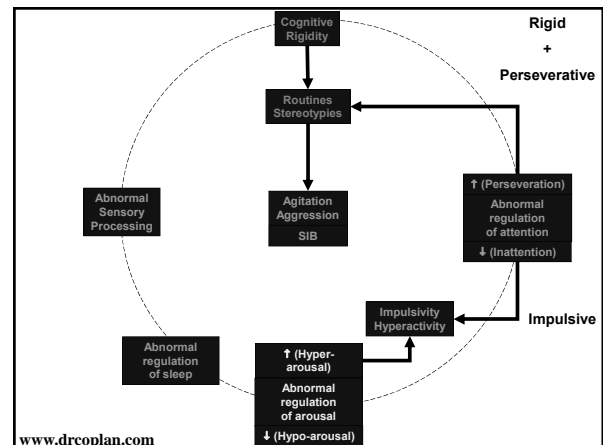 Cognitive
Rigidity
Rigid
+
Perseverative
Routines
Stereotypies
↑ (Perseveration)
Abnormal
regulation
of attention
↓ (Inattention)
Abnormal
Sensory
Processing
Agitation
Aggression
SIB
Impulsivity
Hyperactivity
Impulsive
Abnormal
regulation
of sleep
↑ (Hyper-
arousal)
Abnormal
regulation
of arousal
↓ (Hypo-arousal)
www.drcoplan.com